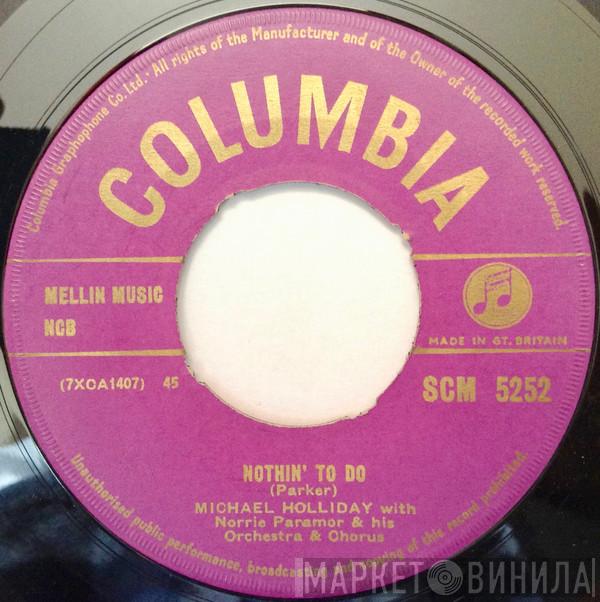 Columbia Graphophone Co. Ltd. · All rights of the Manufacturer and of the Owner of the recorded work reserved.
COLUMBIA
MELLIN MUSIC
NCB
MADE IN GT. BRITAIN
(7XCA1407) 45
SCM 5252
NOTHIN' TO DO
(Parker)
MICHAEL HOLLIDAY with
Norrie Paramor & his
Orchestra & Chorus
Unauthorised public performance, broadcasting and copying of this record prohibited.
МАРКЕТ ВИНИЛА